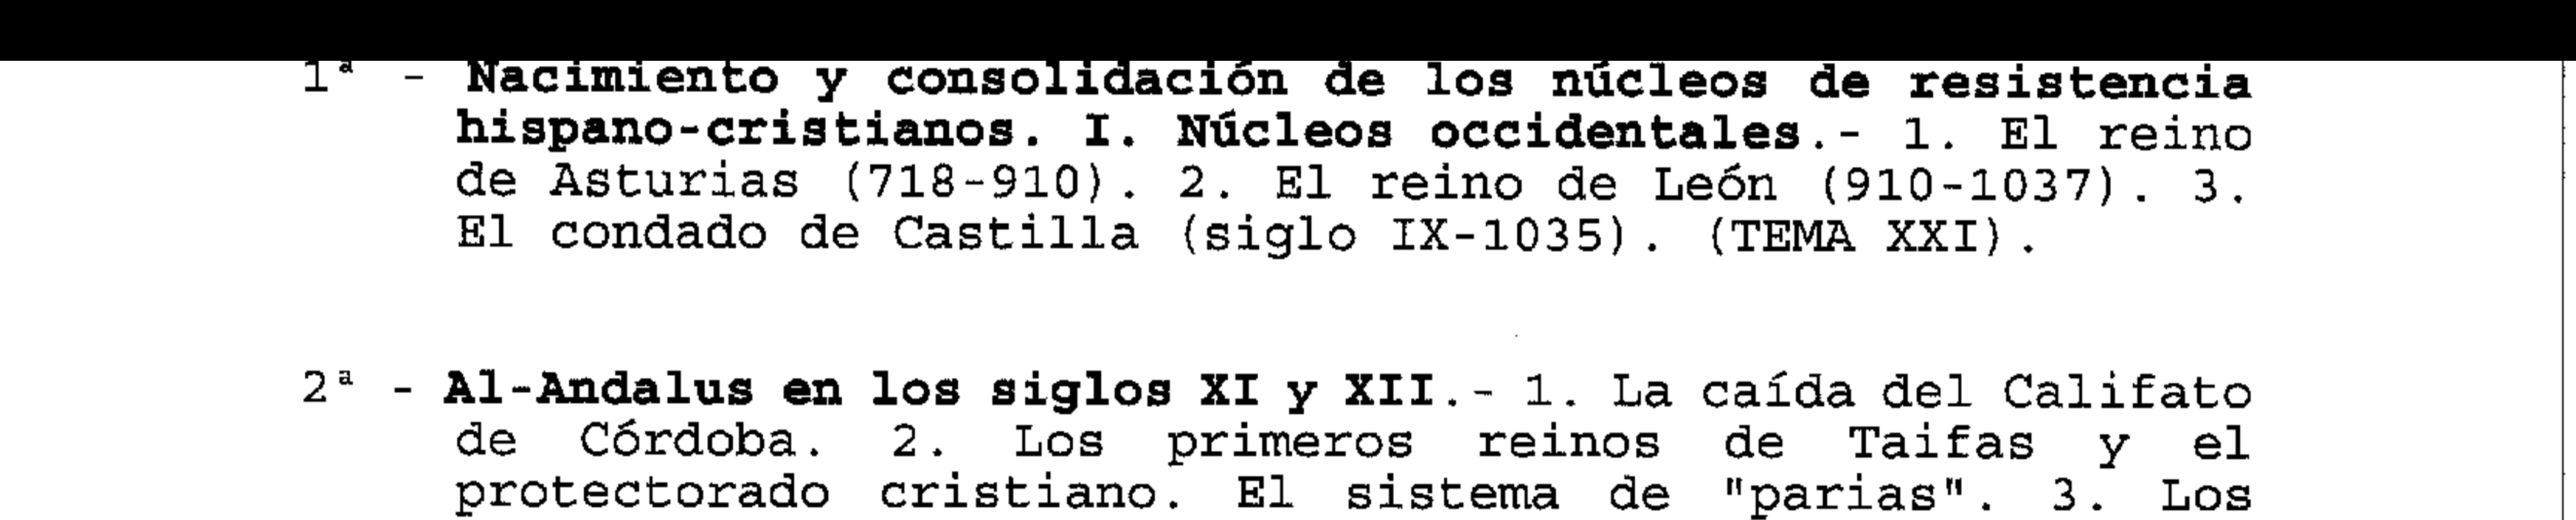 1ª - Nacimiento y consolidación de los núcleos de resistencia
hispano-cristianos. I. Núcleos occidentales.- 1. El reino
de Asturias (718-910). 2. El reino de León (910-1037). 3.
El condado de Castilla (siglo IX-1035). (TEMA XXI).
2ª - Al-Andalus en los siglos XI y XII.- 1. La caída del Califato
de Córdoba. 2. Los primeros reinos de Taifas y el
protectorado cristiano. El sistema de "parias". 3. Los